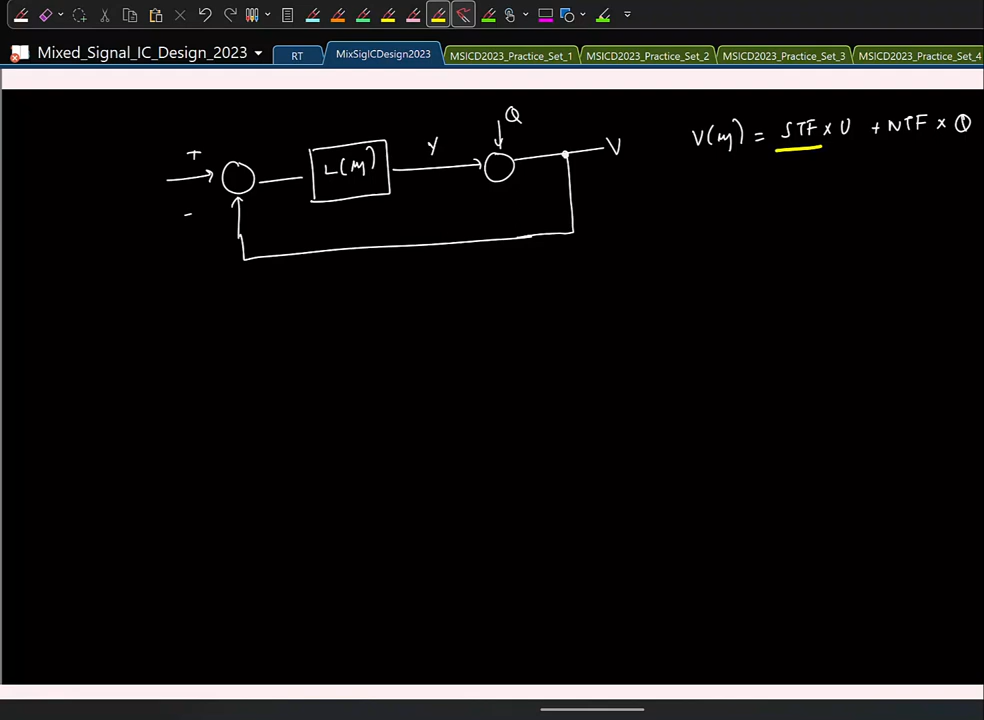 Mixed_Signal_IC_Design_2023
RT
MixSigICDesign2023
MSICD2023_Practice_Set_1
MSICD2023_Practice_Set_2
MSICD2023_Practice_Set_3
MSICD2023_Practice_Set_4
Q
V(z) = STF × U + NTF × Q
+
L(z)
Y
V
-